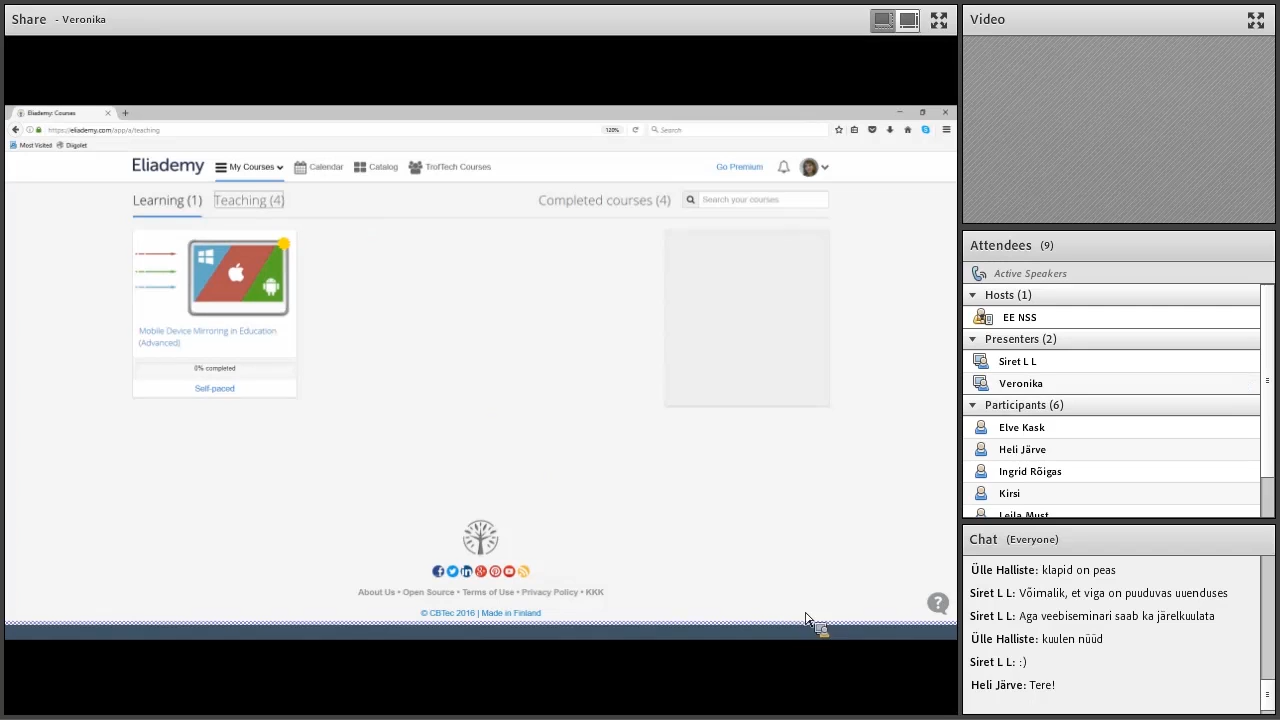 Share - Veronika
Eliademy: Courses
https://eliademy.com/app/a/teaching
120%
Search
Most Visited
Diigolet
Eliademy
My Courses
Calendar
Catalog
TrofTech Courses
Go Premium
Learning (1)
Teaching (4)
Completed courses (4)
Search your courses
Mobile Device Mirroring in Education
(Advanced)
0% completed
Self-paced
About Us • Open Source • Terms of Use • Privacy Policy • KKK
© CBTec 2016 | Made in Finland
?
Video
Attendees (9)
Active Speakers
Hosts (1)
EE NSS
Presenters (2)
Siret L L
Veronika
Participants (6)
Elve Kask
Heli Järve
Ingrid Rõigas
Kirsi
Leila Must
Chat (Everyone)
Ülle Halliste: klapid on peas
Siret L L: Võimalik, et viga on puuduvas uuenduses
Siret L L: Aga veebiseminari saab ka järelkuulata
Ülle Halliste: kuulen nüüd
Siret L L: :)
Heli Järve: Tere!